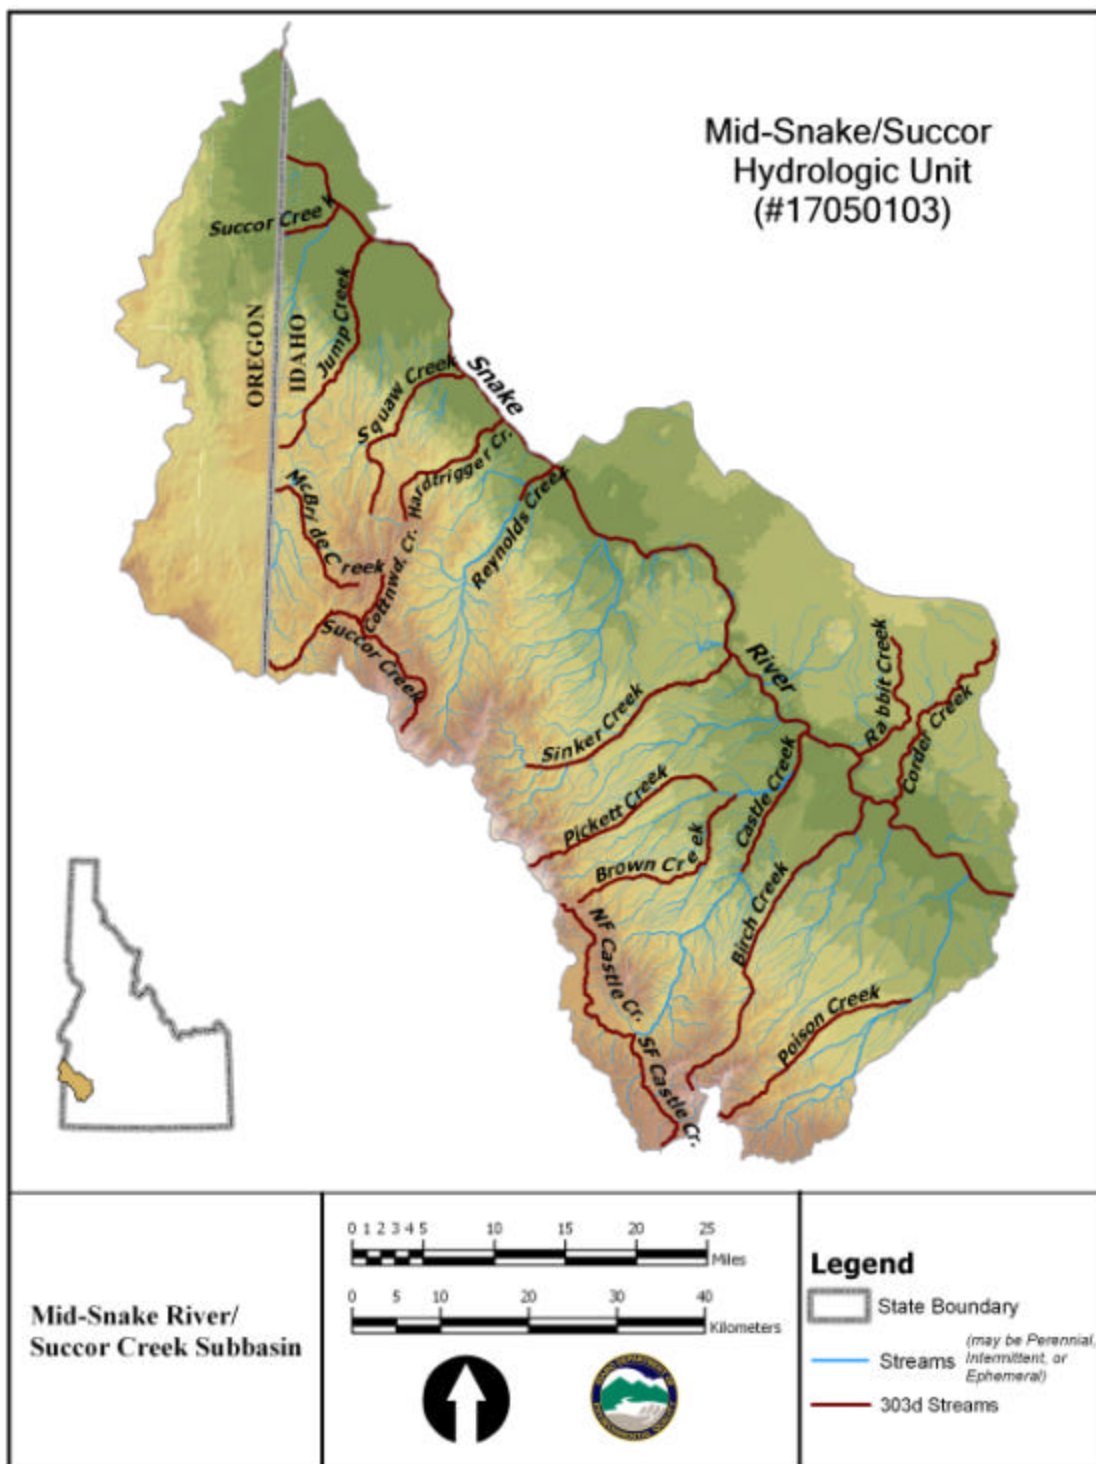 Mid-Snake/Succor
Hydrologic Unit
(#17050103)
Succor Creek
OREGON
IDAHO
Jump Creek
Squaw Creek
Snake
Hardtrigger Cr.
McBride Creek
Reynolds Creek
Cottnwd. Cr.
Succor Creek
River
Rabbit Creek
Corder Creek
Sinker Creek
Castle Creek
Pickett Creek
Brown Creek
Birch Creek
NF Castle Cr.
Poison Creek
SF Castle Cr.
Mid-Snake River/
Succor Creek Subbasin
0 1 2 3 4 5 10 15 20 25
Miles
0 5 10 20 30 40
Kilometers
Legend
State Boundary
Streams (may be Perennial,
Intermittent, or
Ephemeral)
303d Streams